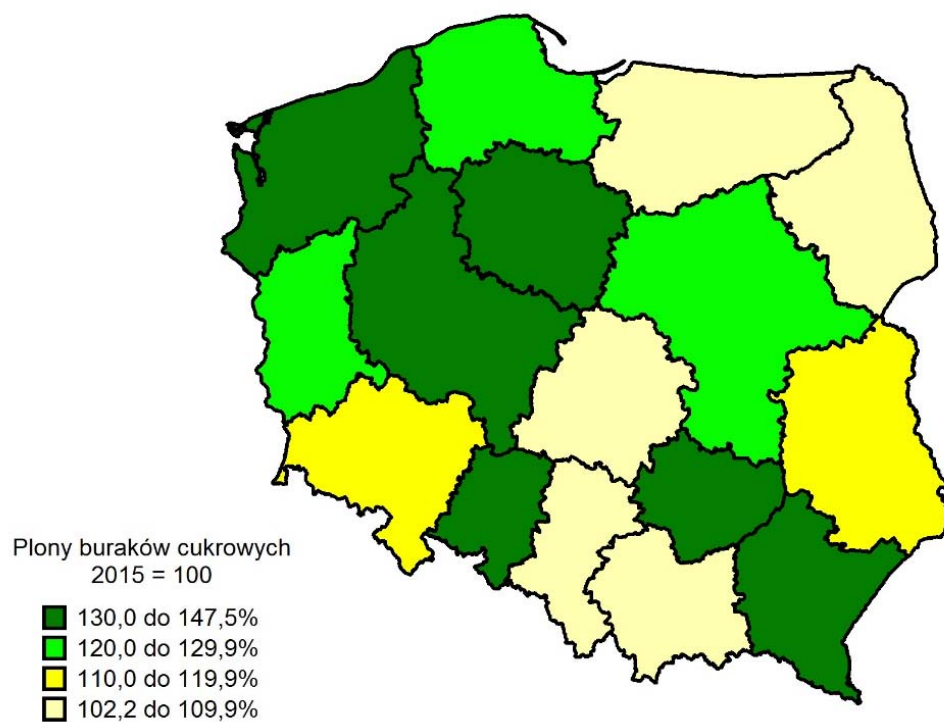 Plony buraków cukrowych
2015 = 100
130,0 do 147,5%
120,0 do 129,9%
110,0 do 119,9%
102,2 do 109,9%